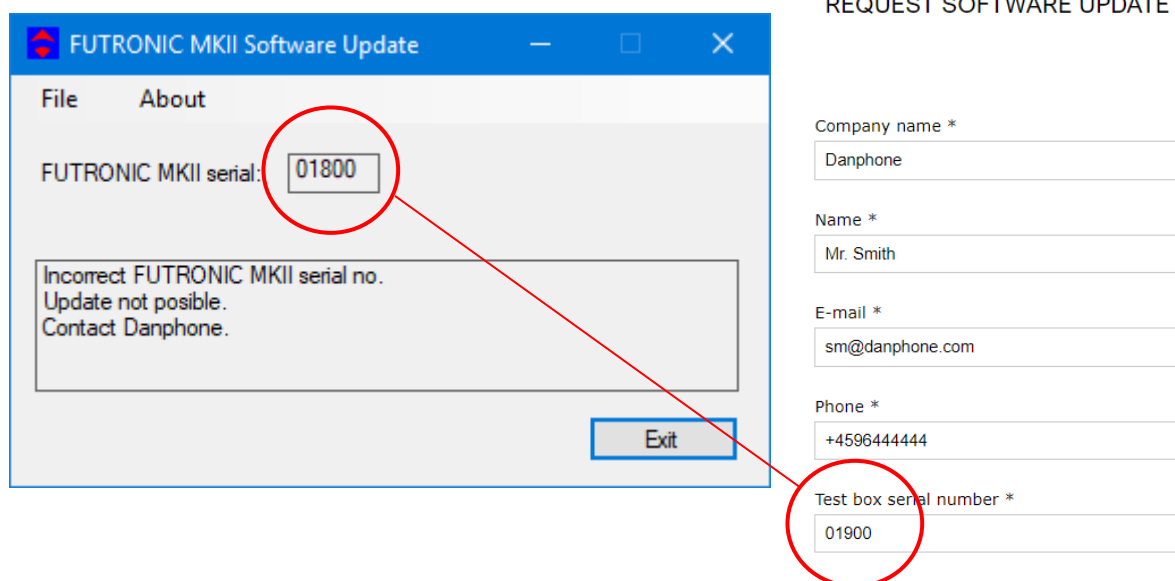 FUTRONIC MKII Software Update
File About
FUTRONIC MKII serial: 01800
Incorrect FUTRONIC MKII serial no.
Update not posible.
Contact Danphone.
Exit
REQUEST SOFTWARE UPDATE
Company name *
Danphone
Name *
Mr. Smith
E-mail *
sm@danphone.com
Phone *
+4596444444
Test box serial number *
01900